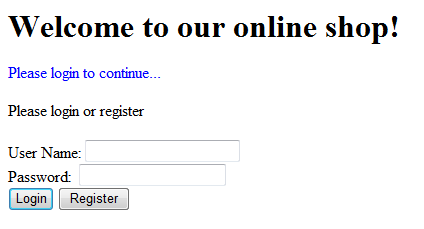 Welcome to our online shop!
Please login to continue...
Please login or register
User Name:
Password:
Login Register